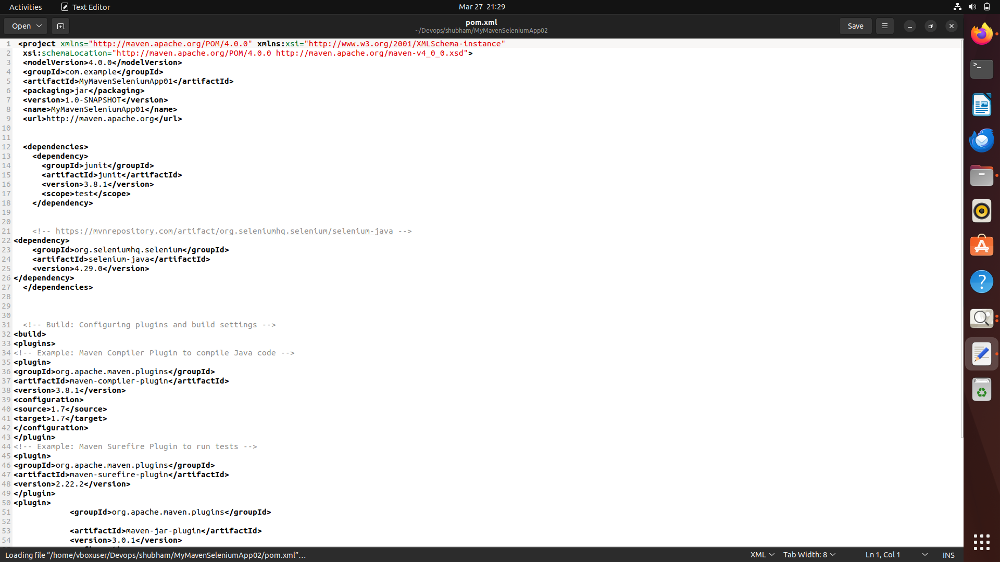 Activities
Text Editor
Mar 27 21:29
Open
pom.xml
~/Devops/shubham/MyMavenSeleniumApp02
Save
1 <project xmlns="http://maven.apache.org/POM/4.0.0" xmlns:xsi="http://www.w3.org/2001/XMLSchema-instance"
2 xsi:schemaLocation="http://maven.apache.org/POM/4.0.0 http://maven.apache.org/maven-v4_0_0.xsd">
3 <modelVersion>4.0.0</modelVersion>
4 <groupId>com.example</groupId>
5 <artifactId>MyMavenSeleniumApp01</artifactId>
6 <packaging>jar</packaging>
7 <version>1.0-SNAPSHOT</version>
8 <name>MyMavenSeleniumApp01</name>
9 <url>http://maven.apache.org</url>
10
11
12 <dependencies>
13 <dependency>
14 <groupId>junit</groupId>
15 <artifactId>junit</artifactId>
16 <version>3.8.1</version>
17 <scope>test</scope>
18 </dependency>
19
20
21 <!-- https://mvnrepository.com/artifact/org.seleniumhq.selenium/selenium-java -->
22 <dependency>
23 <groupId>org.seleniumhq.selenium</groupId>
24 <artifactId>selenium-java</artifactId>
25 <version>4.29.0</version>
26 </dependency>
27 </dependencies>
28
29
30
31 <!-- Build: Configuring plugins and build settings -->
32 <build>
33 <plugins>
34 <!-- Example: Maven Compiler Plugin to compile Java code -->
35 <plugin>
36 <groupId>org.apache.maven.plugins</groupId>
37 <artifactId>maven-compiler-plugin</artifactId>
38 <version>3.8.1</version>
39 <configuration>
40 <source>1.7</source>
41 <target>1.7</target>
42 </configuration>
43 </plugin>
44 <!-- Example: Maven Surefire Plugin to run tests -->
45 <plugin>
46 <groupId>org.apache.maven.plugins</groupId>
47 <artifactId>maven-surefire-plugin</artifactId>
48 <version>2.22.2</version>
49 </plugin>
50 <plugin>
51 <groupId>org.apache.maven.plugins</groupId>
52
53 <artifactId>maven-jar-plugin</artifactId>
54 <version>3.0.1</version>
Loading file “/home/vboxuser/Devops/shubham/MyMavenSeleniumApp02/pom.xml”…
XML
Tab Width: 8
Ln 1, Col 1
INS